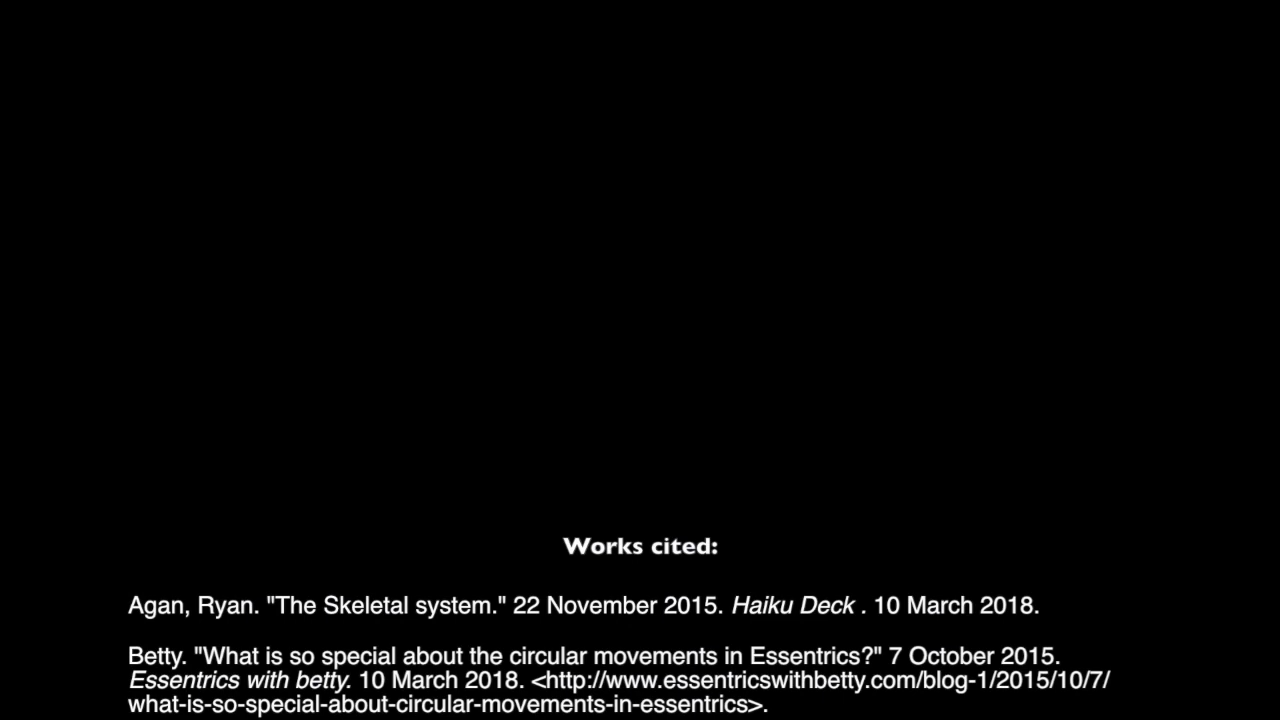 Works cited:
Agan, Ryan. "The Skeletal system." 22 November 2015. Haiku Deck . 10 March 2018.
Betty. "What is so special about the circular movements in Essentrics?" 7 October 2015.
Essentrics with betty. 10 March 2018. <http://www.essentricswithbetty.com/blog-1/2015/10/7/
what-is-so-special-about-circular-movements-in-essentrics>.